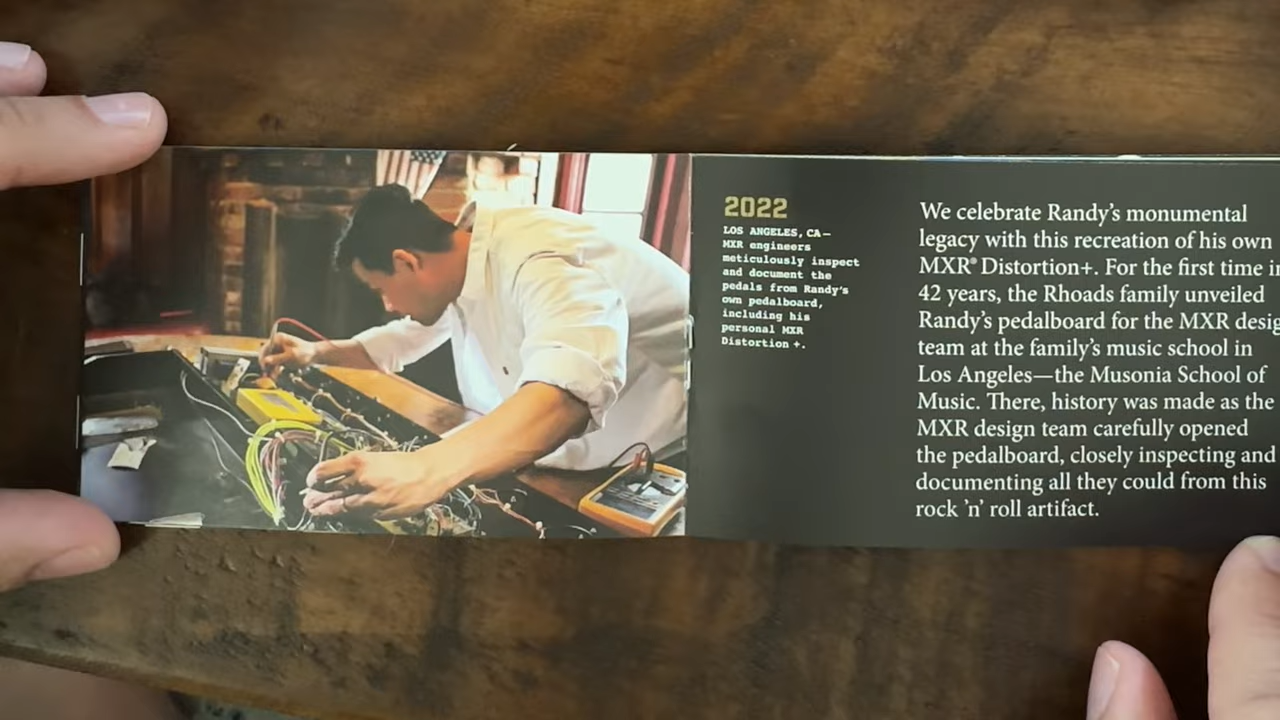 2022
LOS ANGELES, CA—
MXR engineers
meticulously inspect
and document the
pedals from Randy's
own pedalboard,
including his
personal MXR
Distortion +.
We celebrate Randy's monumental
legacy with this recreation of his own
MXR® Distortion+. For the first time
42 years, the Rhoads family unveiled
Randy's pedalboard for the MXR
team at the family's music school in
Los Angeles—the Musonia School of
Music. There, history was made as the
MXR design team carefully opened
the pedalboard, closely inspecting and
documenting all they could from this
rock 'n' roll artifact.